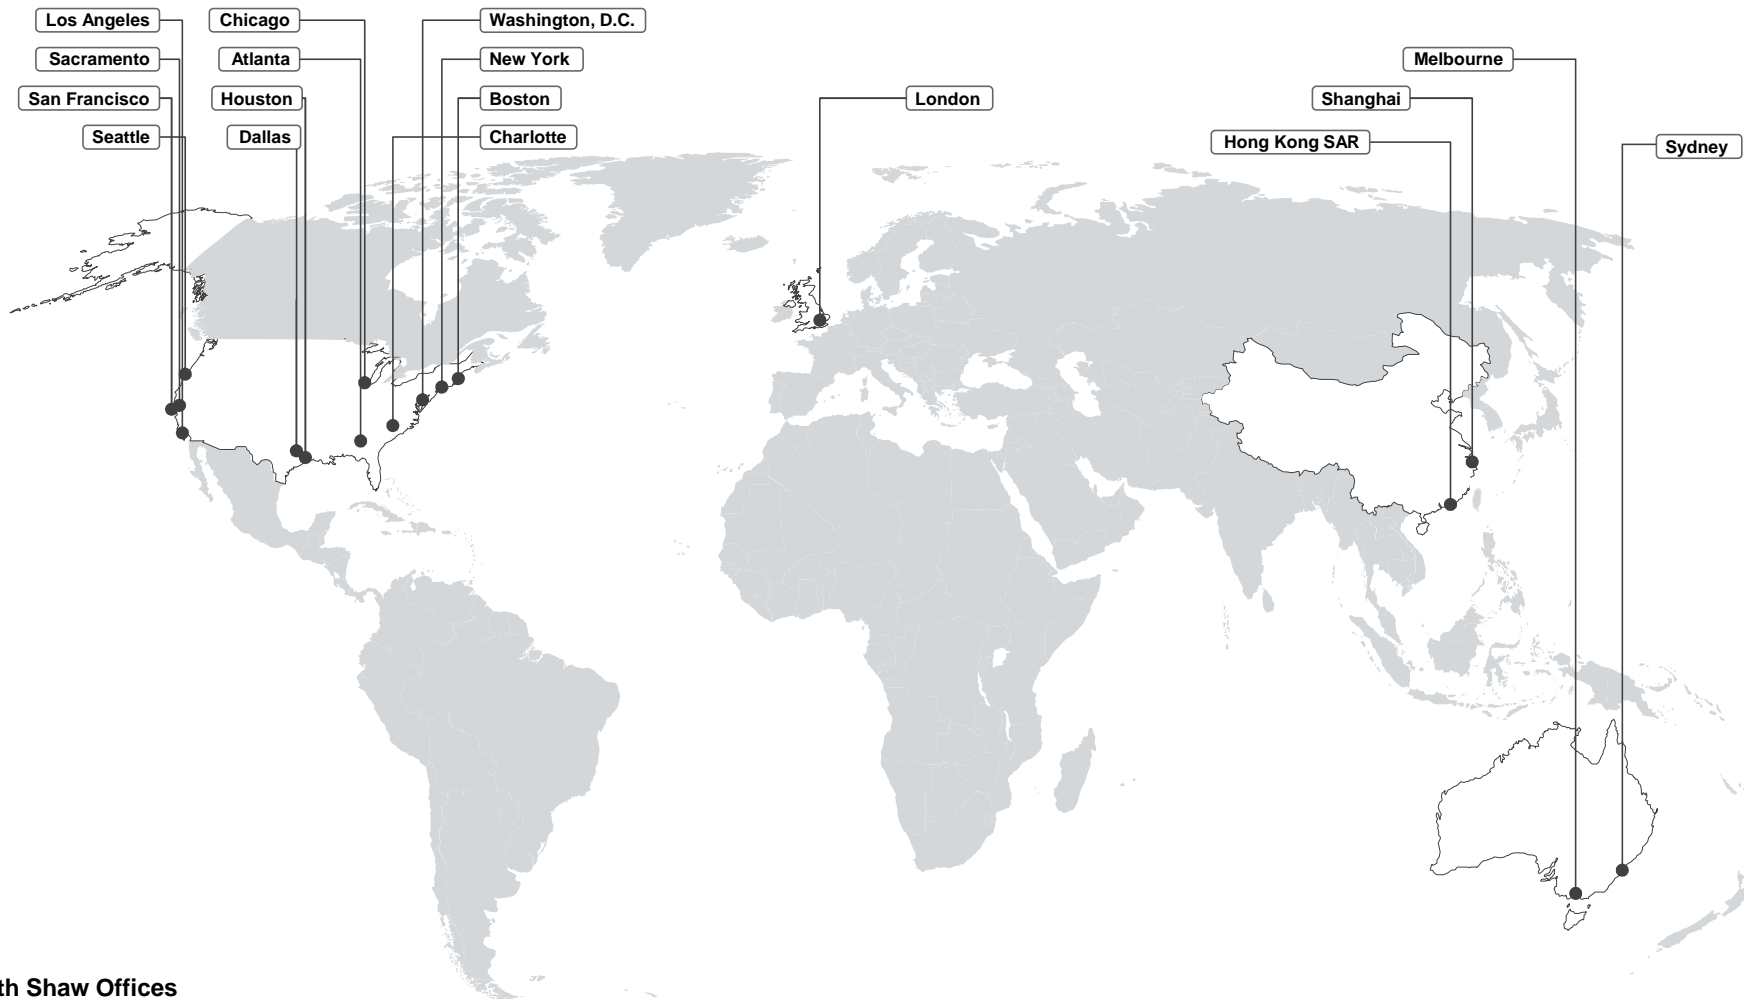 Los Angeles
Sacramento
San Francisco
Seattle
Chicago
Atlanta
Houston
Dallas
Washington, D.C.
New York
Boston
Charlotte
London
Melbourne
Shanghai
Hong Kong SAR
Sydney
th Shaw Offices